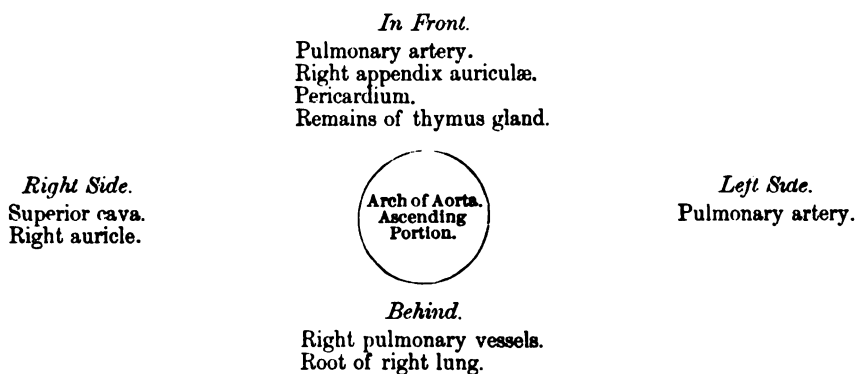 In Front.
Pulmonary artery.
Right appendix auriculæ.
Pericardium.
Remains of thymus gland.
Right Side.
Superior cava.
Right auricle.
Arch of Aorta.
Ascending
Portion.
Left Side.
Pulmonary artery.
Behind.
Right pulmonary vessels.
Root of right lung.